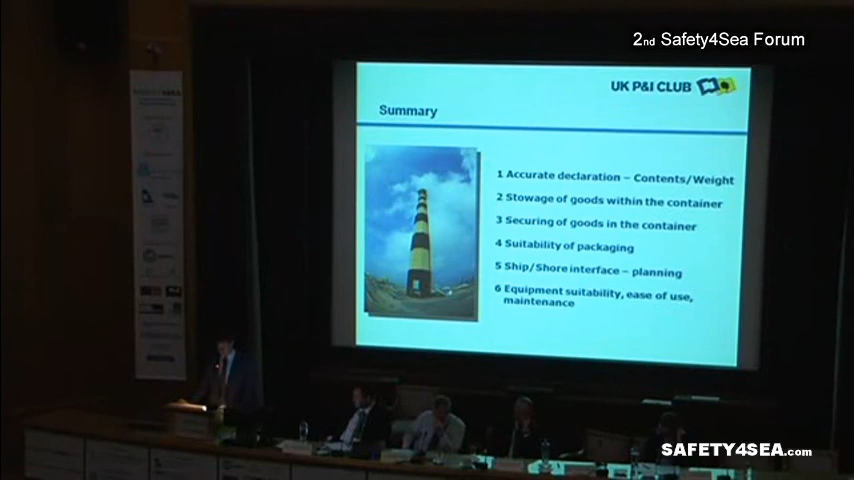 2nd Safety4Sea Forum
UK P&I CLUB
Summary
1 Accurate declaration – Contents/Weight
2 Stowage of goods within the container
3 Securing of goods in the container
4 Suitability of packaging
5 Ship/Shore interface – planning
6 Equipment suitability, ease of use,
maintenance
SAFETY4SEA.com